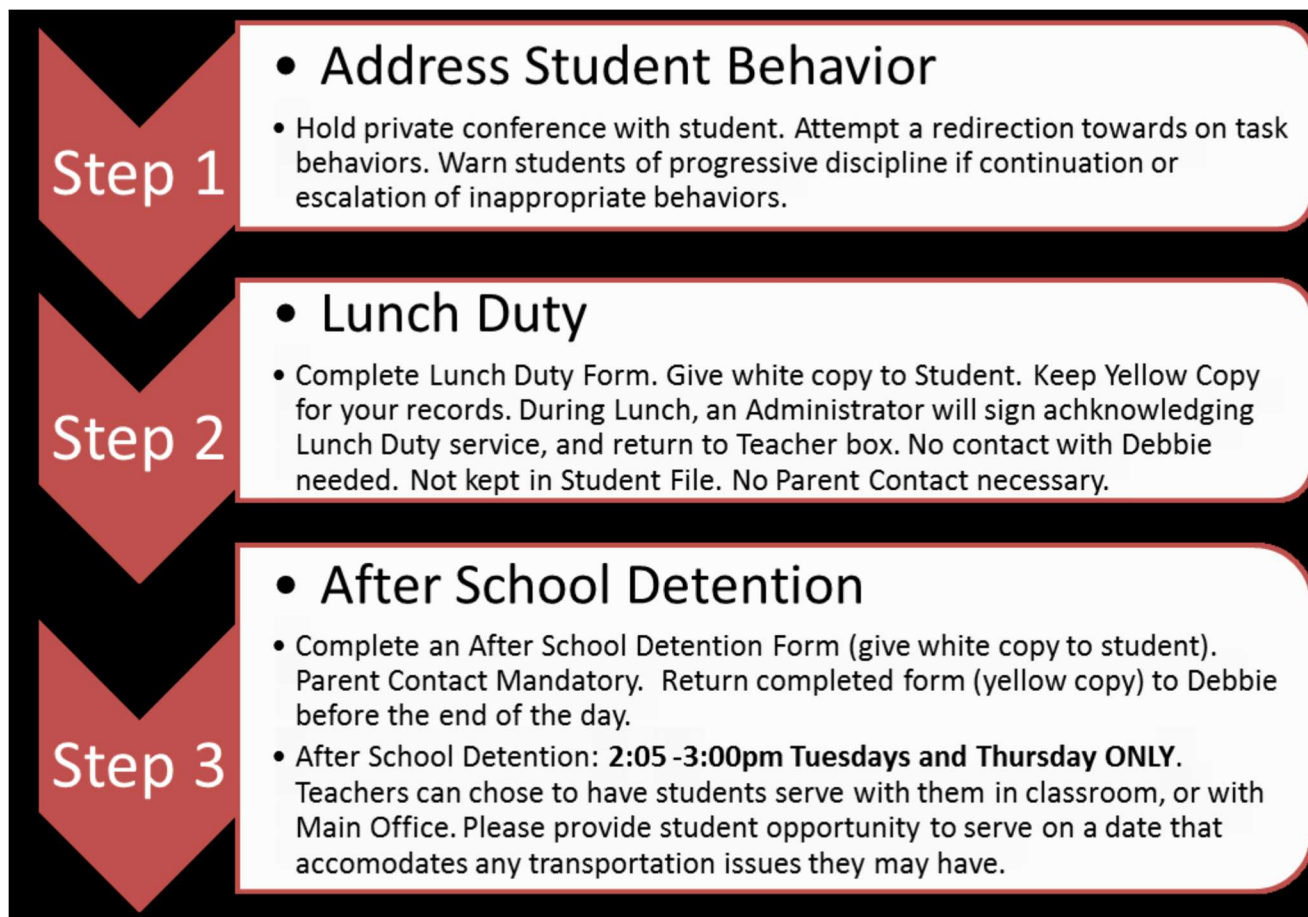 Step 1
• Address Student Behavior
• Hold private conference with student. Attempt a redirection towards on task
behaviors. Warn students of progressive discipline if continuation or
escalation of inappropriate behaviors.
Step 2
• Lunch Duty
• Complete Lunch Duty Form. Give white copy to Student. Keep Yellow Copy
for your records. During Lunch, an Administrator will sign achknowledging
Lunch Duty service, and return to Teacher box. No contact with Debbie
needed. Not kept in Student File. No Parent Contact necessary.
Step 3
• After School Detention
• Complete an After School Detention Form (give white copy to student).
Parent Contact Mandatory.  Return completed form (yellow copy) to Debbie
before the end of the day.
• After School Detention: 2:05 -3:00pm Tuesdays and Thursday ONLY.
Teachers can chose to have students serve with them in classroom, or with
Main Office. Please provide student opportunity to serve on a date that
accomodates any transportation issues they may have.